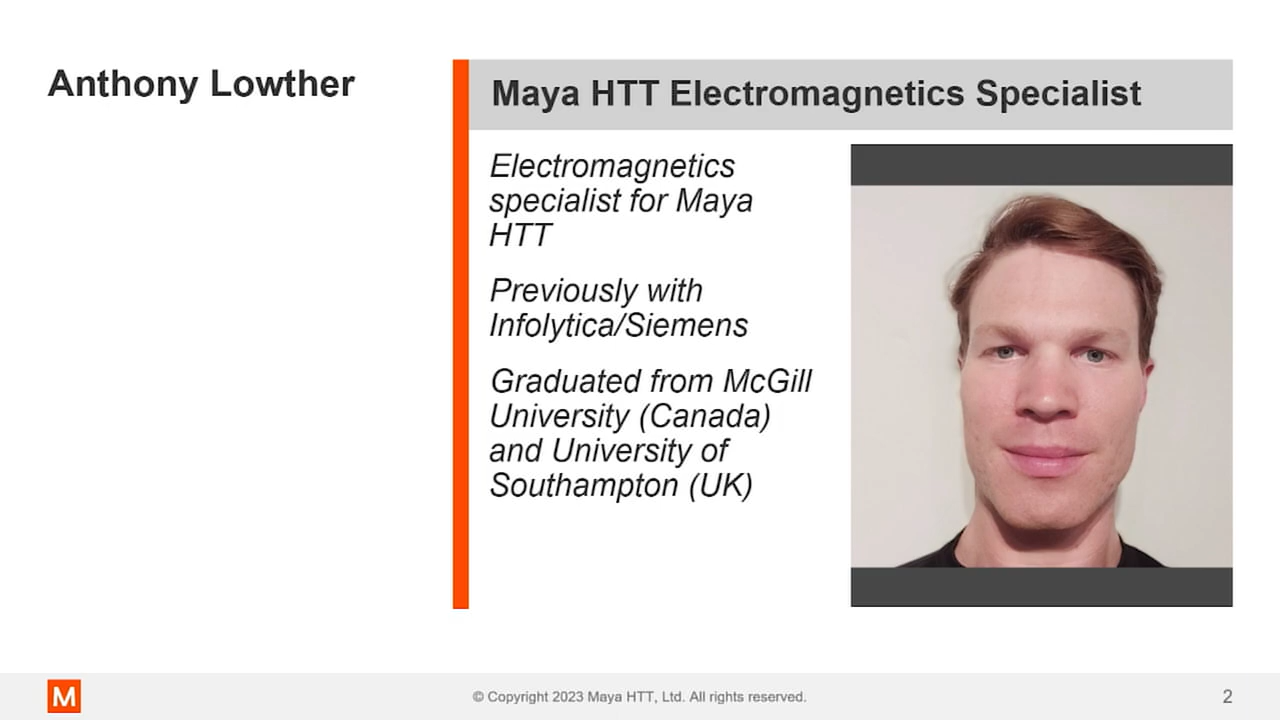 Anthony Lowther
Maya HTT Electromagnetics Specialist
Electromagnetics
specialist for Maya
HTT
Previously with
Infolytica/Siemens
Graduated from McGill
University (Canada)
and University of
Southampton (UK)
M
© Copyright 2023 Maya HTT, Ltd. All rights reserved.
2